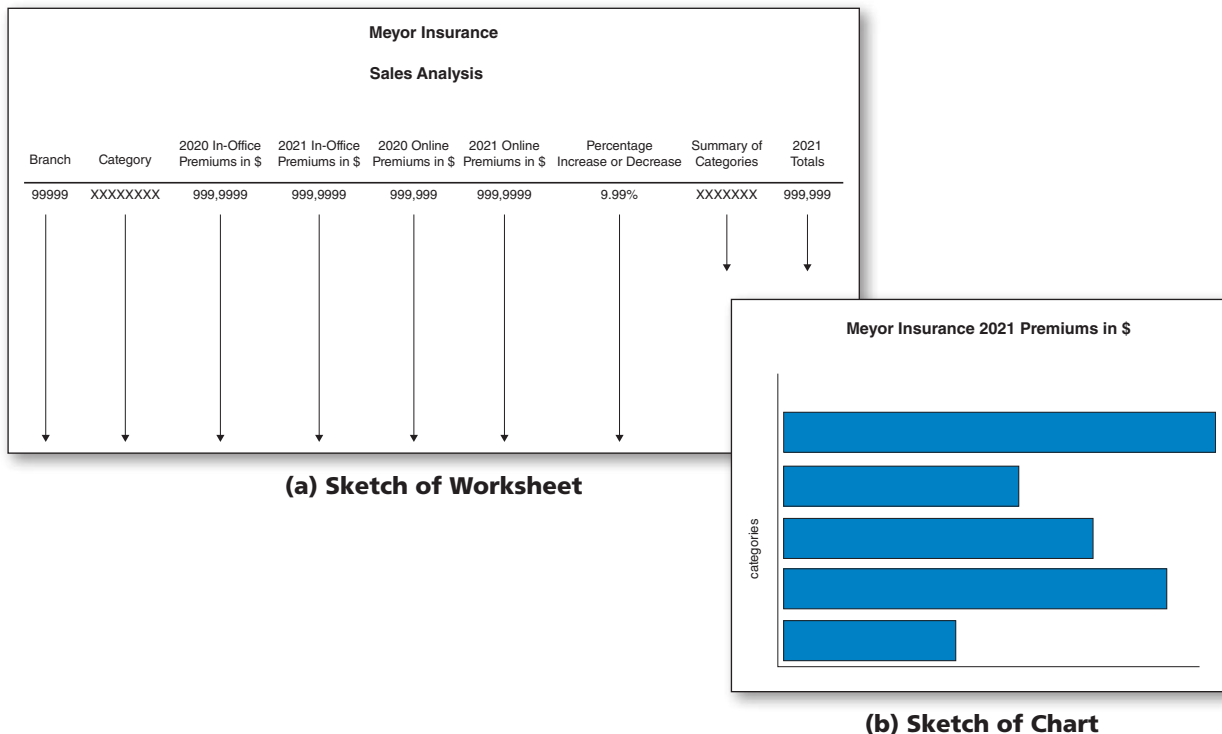 Meyor Insurance
Sales Analysis
Branch
Category
2020 In-Office
Premiums in $
2021 In-Office
Premiums in $
2020 Online
Premiums in $
2021 Online
Premiums in $
Percentage
Increase or Decrease
Summary of
Categories
2021
Totals
99999 XXXXXXXX 999,9999 999,9999 999,999 999,9999 9.99% XXXXXXX 999,999
(a) Sketch of Worksheet
Meyor Insurance 2021 Premiums in $
categories
(b) Sketch of Chart